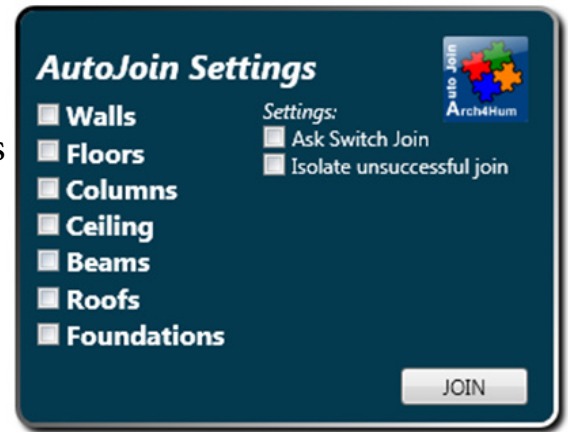 AutoJoin Settings
Walls
Floors
Columns
Ceiling
Beams
Roofs
Foundations
Settings:
Ask Switch Join
Isolate unsuccessful join
Auto Join
Arch4Hum
JOIN
s